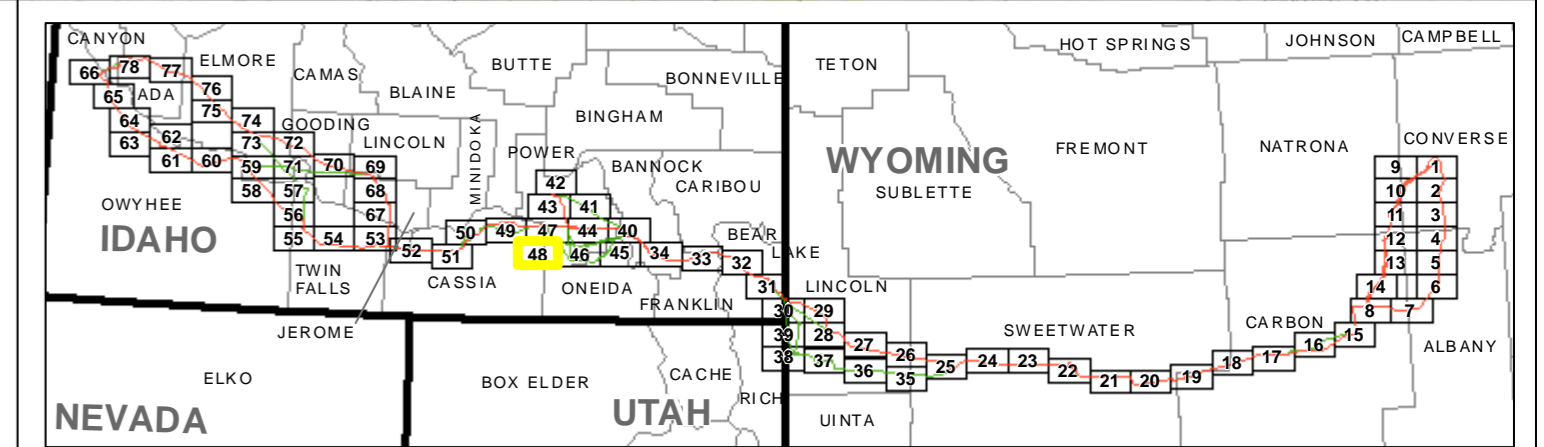 CANYON
HOT SPRINGS
JOHNSON
CAMPBELL
66
78
77
ELMORE
CAMAS
BUTTE
BONNEVILLE
TETON
65
ADA
76
BLAINE
75
64
74
GOODING
BINGHAM
63
62
73
72
LINCOLN
MINIDOKA
POWER
61
60
59
71
70
69
BANNOCK
WYOMING
FREMONT
NATRONA
CONVERSE
9
1
58
57
68
42
CARIBOU
SUBLETTE
10
2
OWYHEE
56
67
43
41
11
3
IDAHO
55
54
53
52
51
50
49
47
44
40
BEAR
LAKE
12
4
48
46
45
34
33
32
13
5
TWIN
FALLS
CASSIA
ONEIDA
31
LINCOLN
14
6
FRANKLIN
30
29
8
7
JEROME
39
28
27
SWEETWATER
CARBON
15
38
37
26
25
24
23
22
21
20
19
18
17
16
ALBANY
36
35
ELKO
BOX ELDER
CACHE
RICH
NEVADA
UTAH
UINTA